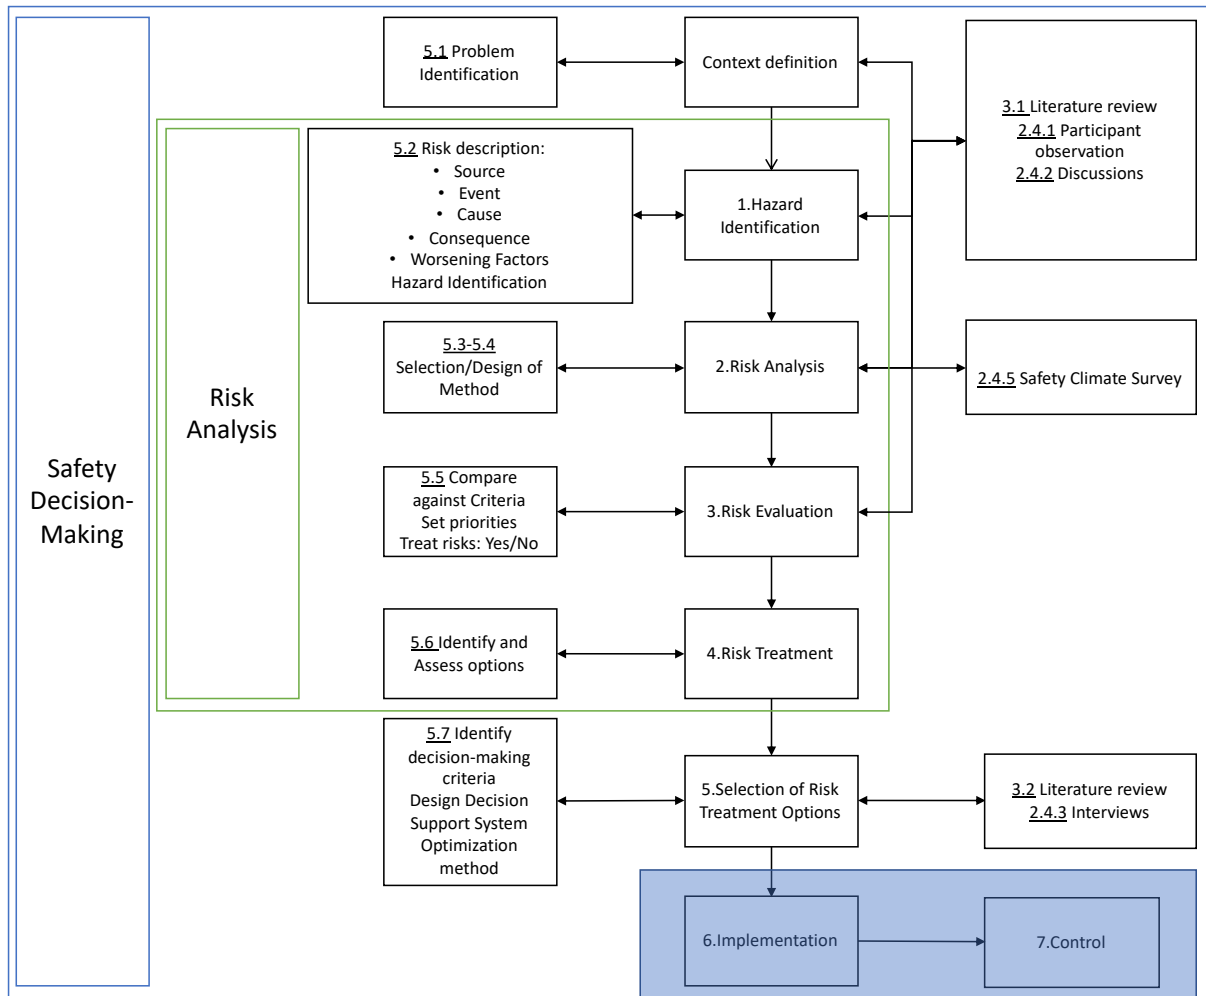 5.1 Problem
Identification
Context definition
3.1 Literature review
2.4.1 Participant
observation
2.4.2 Discussions
5.2 Risk description:
• Source
• Event
• Cause
• Consequence
• Worsening Factors
Hazard Identification
1.Hazard
Identification
5.3-5.4
Selection/Design of
Method
2.Risk Analysis
2.4.5 Safety Climate Survey
Risk
Analysis
Safety
Decision-
Making
5.5 Compare
against Criteria
Set priorities
Treat risks: Yes/No
3.Risk Evaluation
5.6 Identify and
Assess options
4.Risk Treatment
5.7 Identify
decision-making
criteria
Design Decision
Support System
Optimization
method
5.Selection of Risk
Treatment Options
3.2 Literature review
2.4.3 Interviews
6.Implementation
7.Control